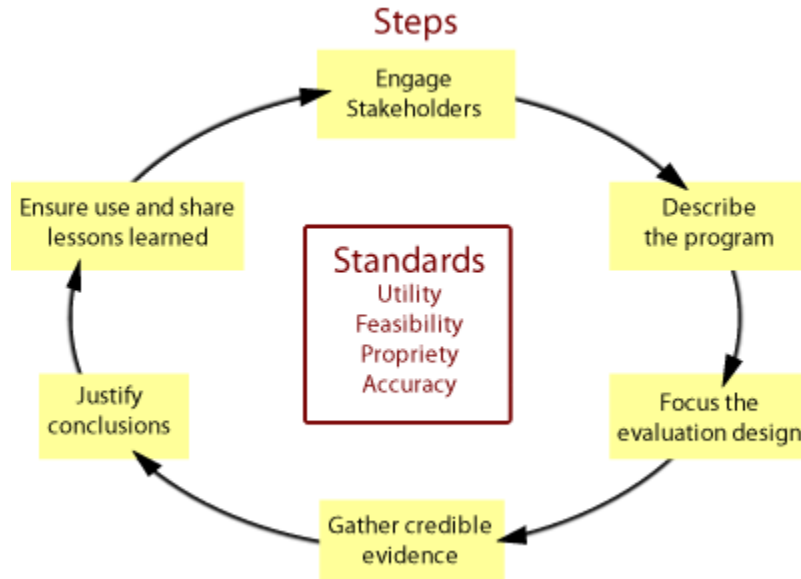 Steps
Engage
Stakeholders
Describe
the program
Focus the
evaluation design
Gather credible
evidence
Justify
conclusions
Ensure use and share
lessons learned
Standards
Utility
Feasibility
Propriety
Accuracy